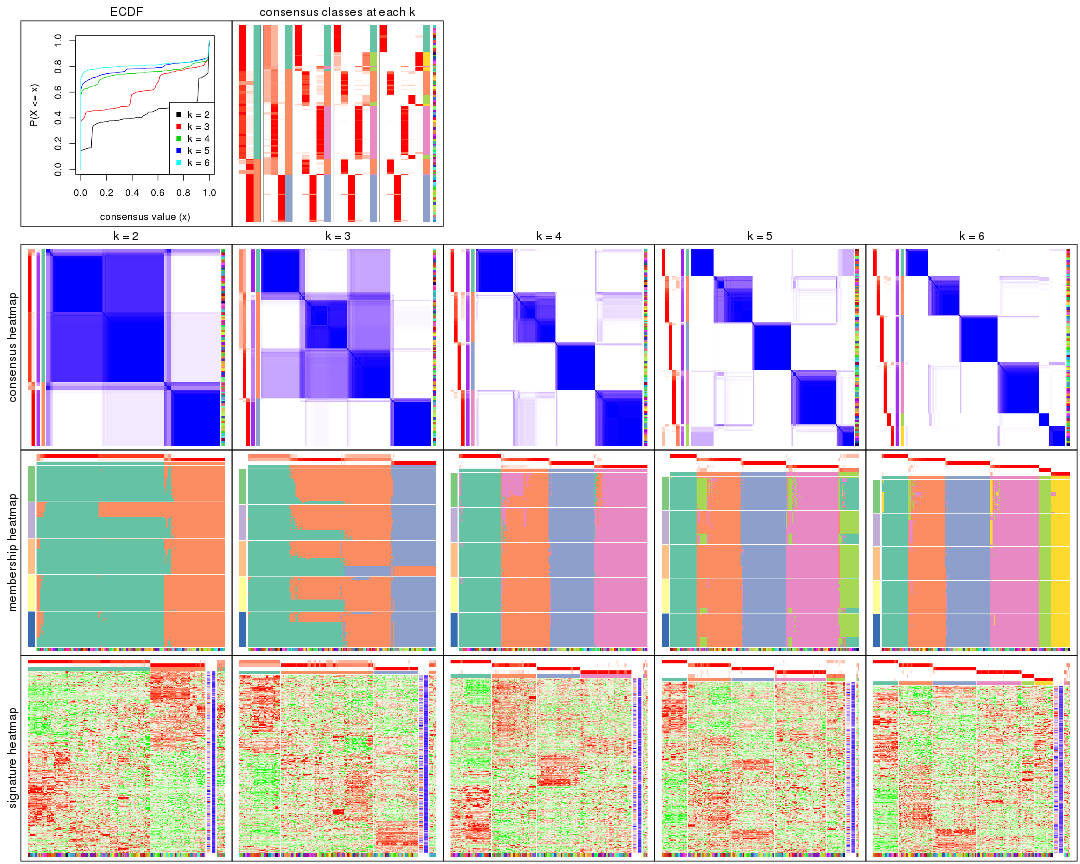 ECDF
consensus classes at each k
P(X <= x)
0.0 0.2 0.4 0.6 0.8 1.0
k = 2
k = 3
k = 4
k = 5
k = 6
0.0 0.2 0.4 0.6 0.8 1.0
consensus value (x)
k = 2
k = 3
k = 4
k = 5
k = 6
consensus heatmap
membership heatmap
signature heatmap